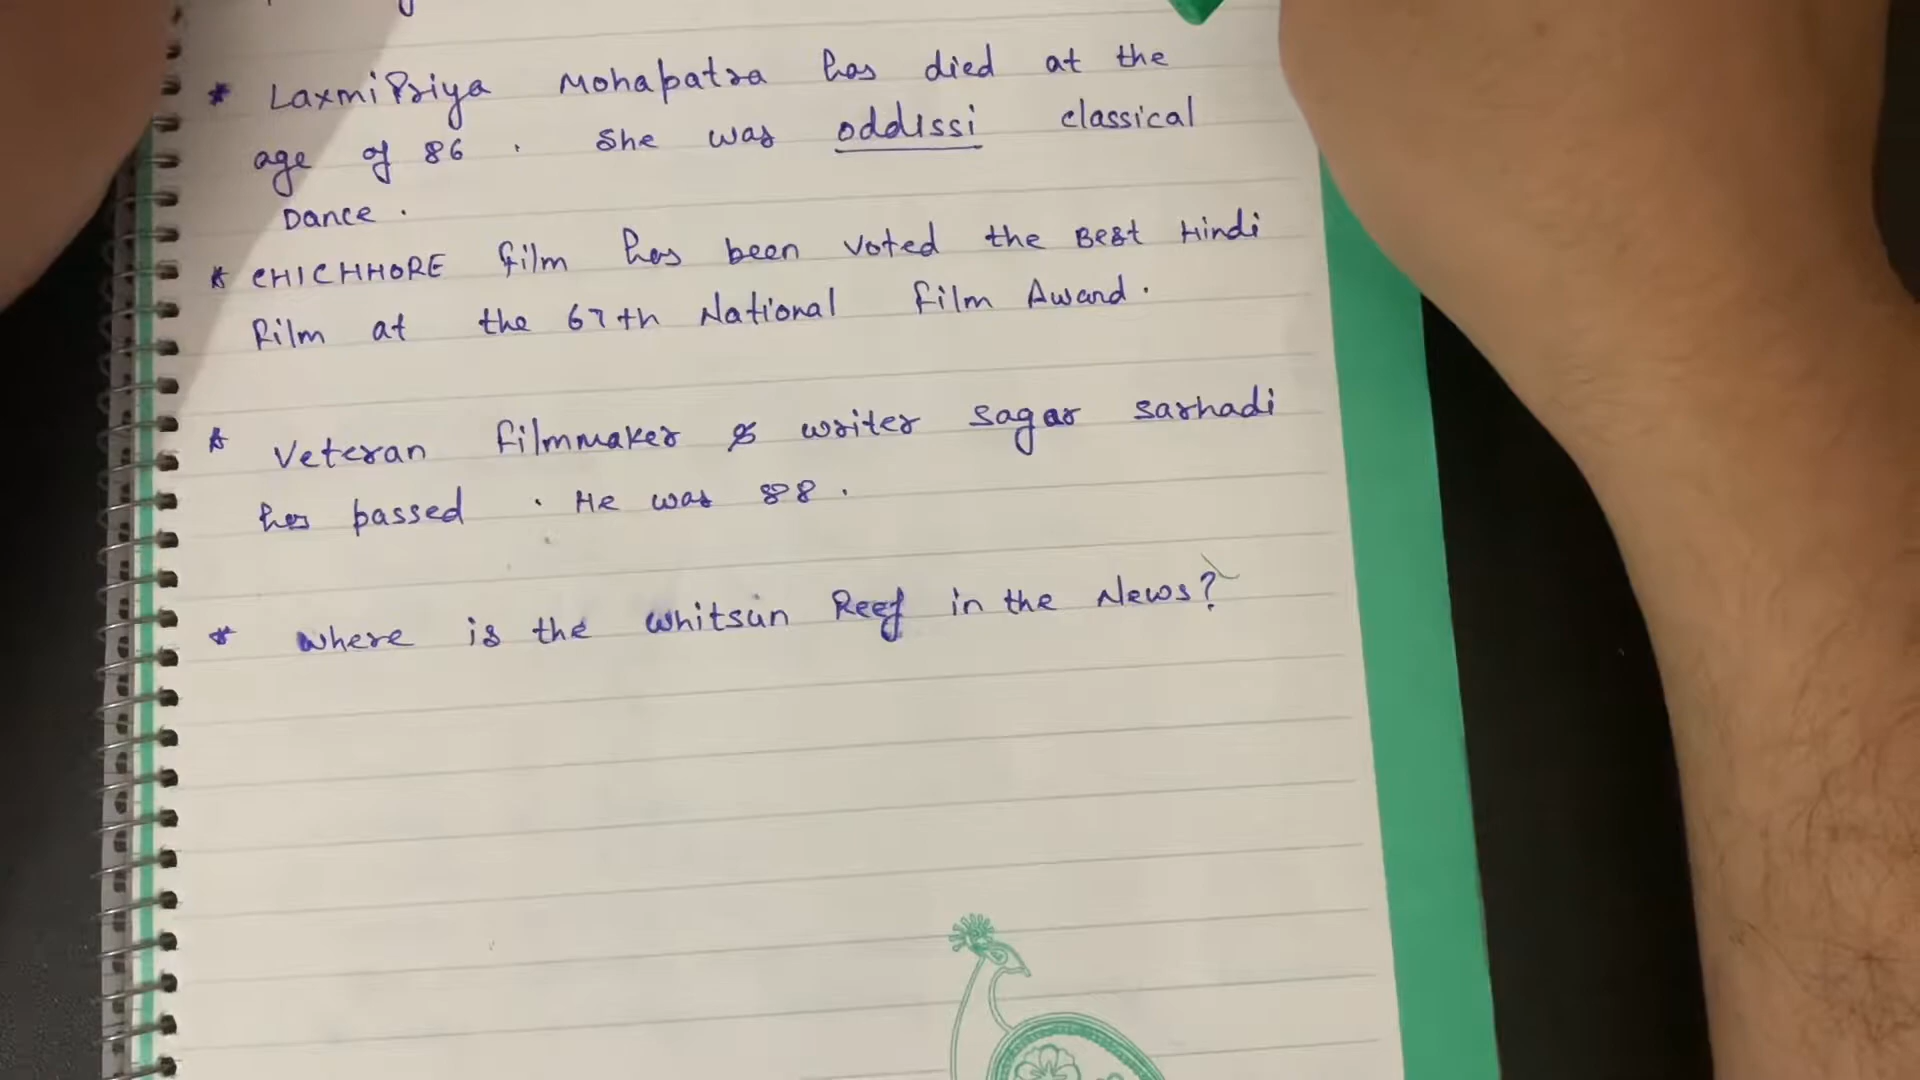 * Laxmi Priya Mohapatra has died at the
age of 86 . She was oddissi classical
Dance .
* CHICHHORE film has been voted the Best Hindi
film at the 67th National film Award .
* Veteran filmmaker & writer sagar sarhadi
has passed . He was 88 .
* where is the whitsun Reef in the News?